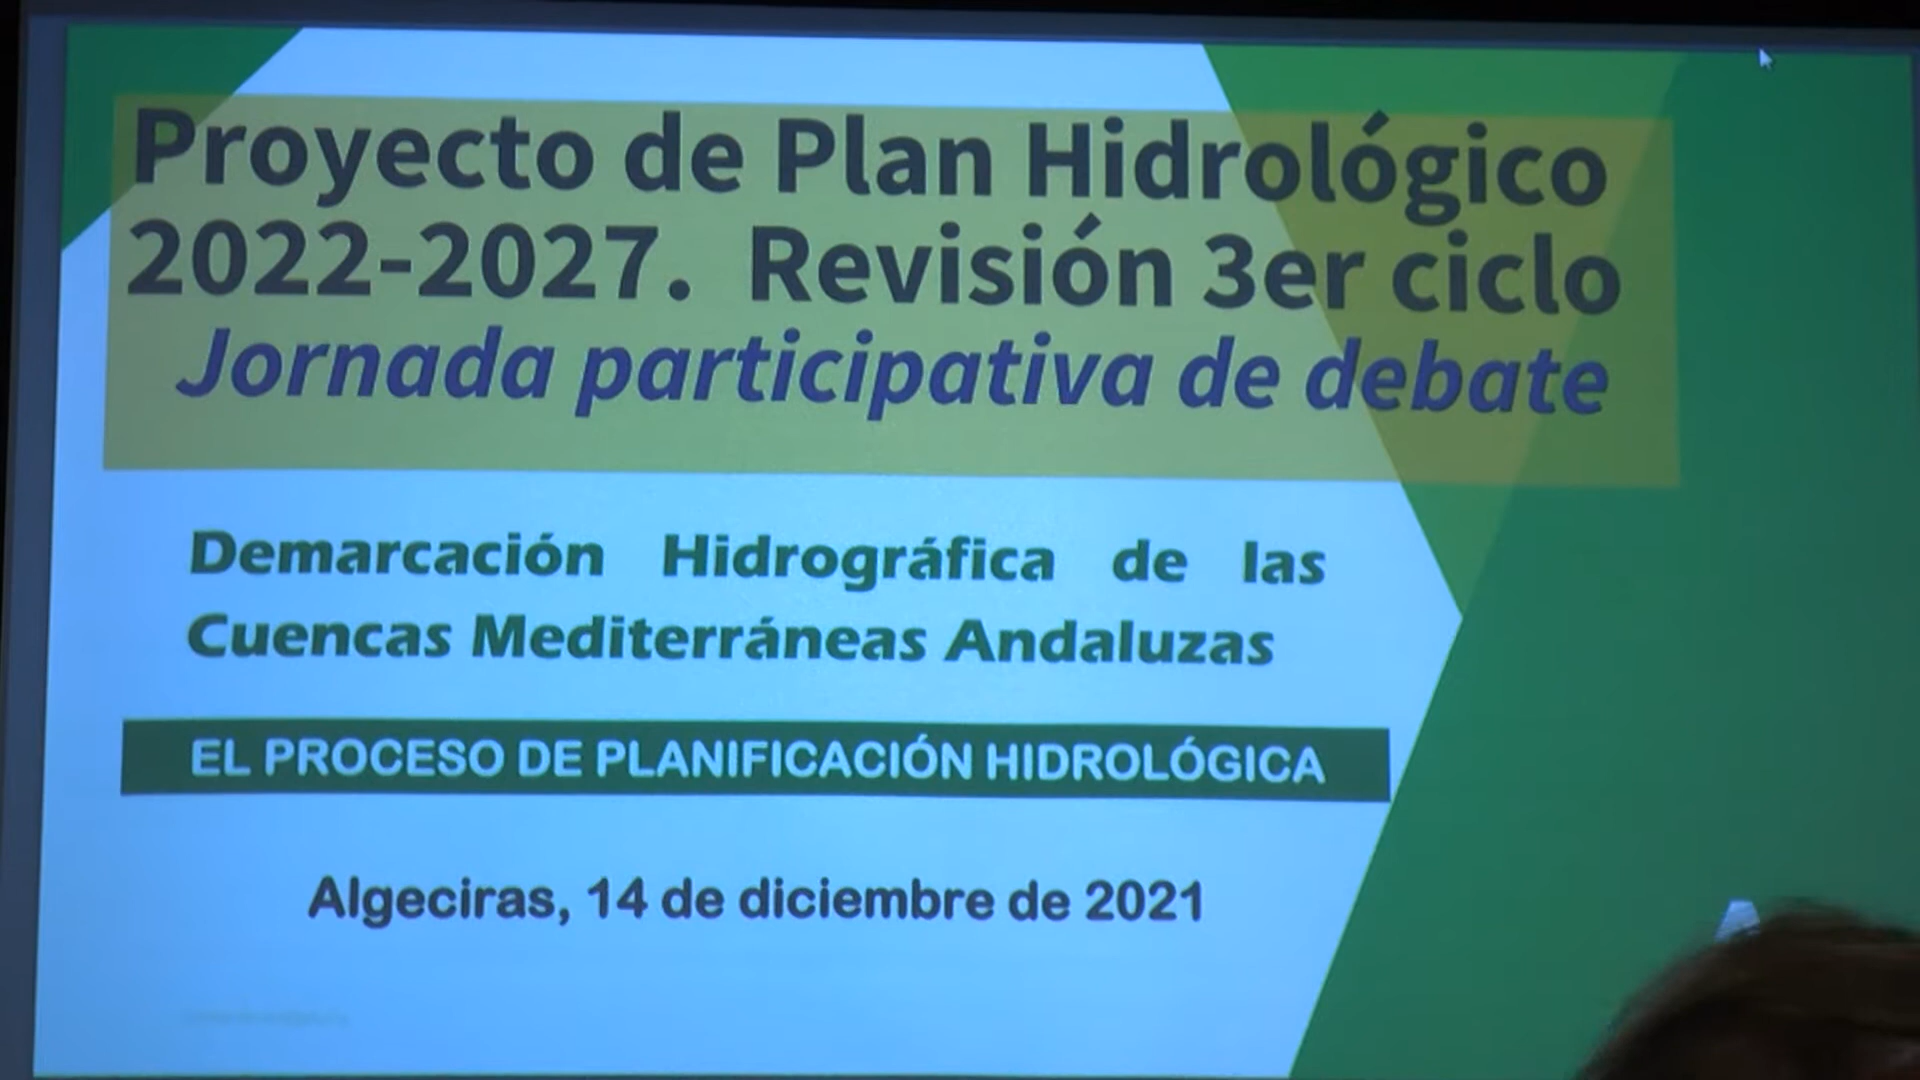 Proyecto de Plan Hidrológico
2022-2027. Revisión 3er ciclo
Jornada participativa de debate
Demarcación Hidrográfica de las
Cuencas Mediterráneas Andaluzas
EL PROCESO DE PLANIFICACIÓN HIDROLÓGICA
Algeciras, 14 de diciembre de 2021